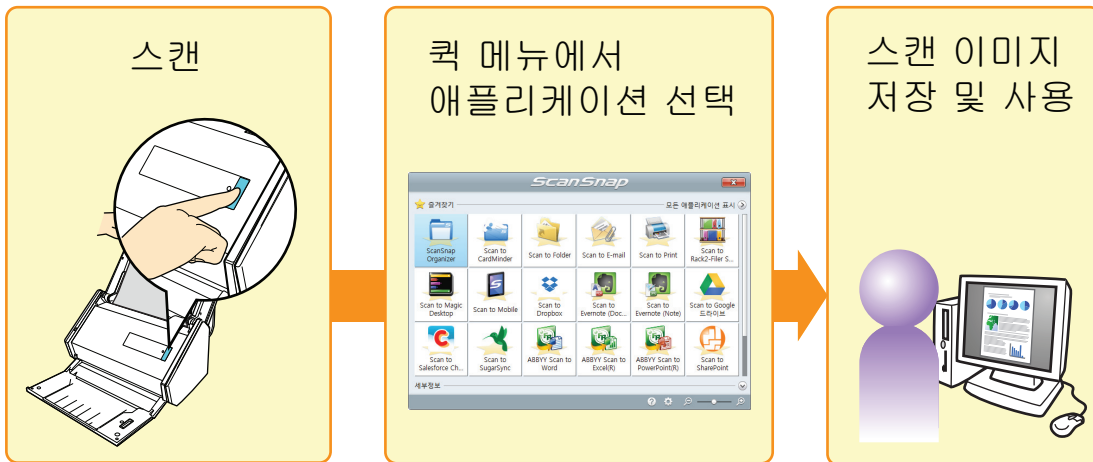 스캔
퀵 메뉴에서
애플리케이션 선택
스캔 이미지
저장 및 사용
ScanSnap
즐겨찾기
모든 애플리케이션 표시
ScanSnap
Organizer
Scan to
CardMinder
Scan to Folder
Scan to E-mail
Scan to Print
Scan to
Rack2-Filer S...
Scan to Magic
Desktop
Scan to Mobile
Scan to
Dropbox
Scan to
Evernote (Doc...
Scan to
Evernote (Note)
Scan to Google
드라이브
Scan to
Salesforce Ch...
Scan to
SugarSync
ABBYY Scan to
Word
ABBYY Scan to
Excel(R)
ABBYY Scan to
PowerPoint(R)
Scan to
SharePoint
세부정보